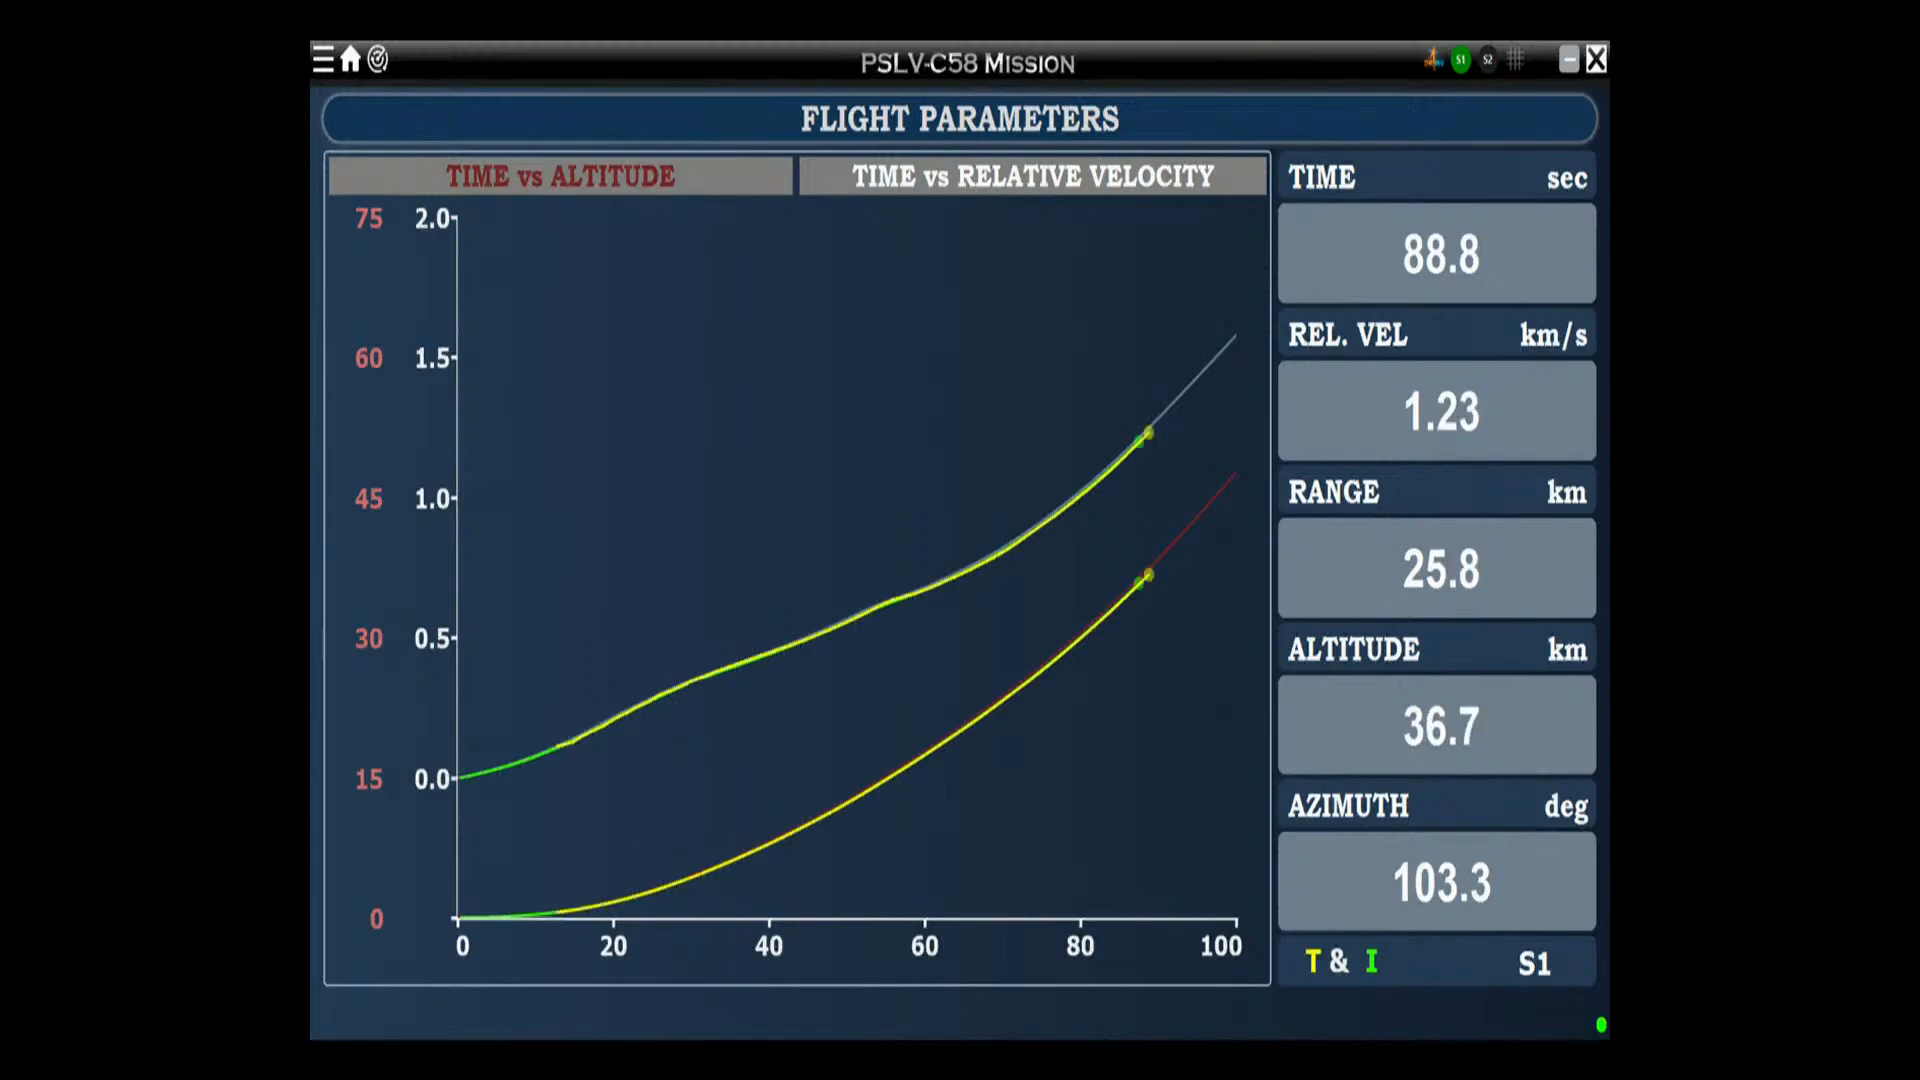 PSLV-C58 MISSION
S1
S2
FLIGHT PARAMETERS
TIME vs ALTITUDE
TIME vs RELATIVE VELOCITY
75
2.0
60
1.5
45
1.0
30
0.5
15
0.0
0
0
20
40
60
80
100
TIME sec
88.8
REL. VEL km/s
1.23
RANGE km
25.8
ALTITUDE km
36.7
AZIMUTH deg
103.3
T & I S1